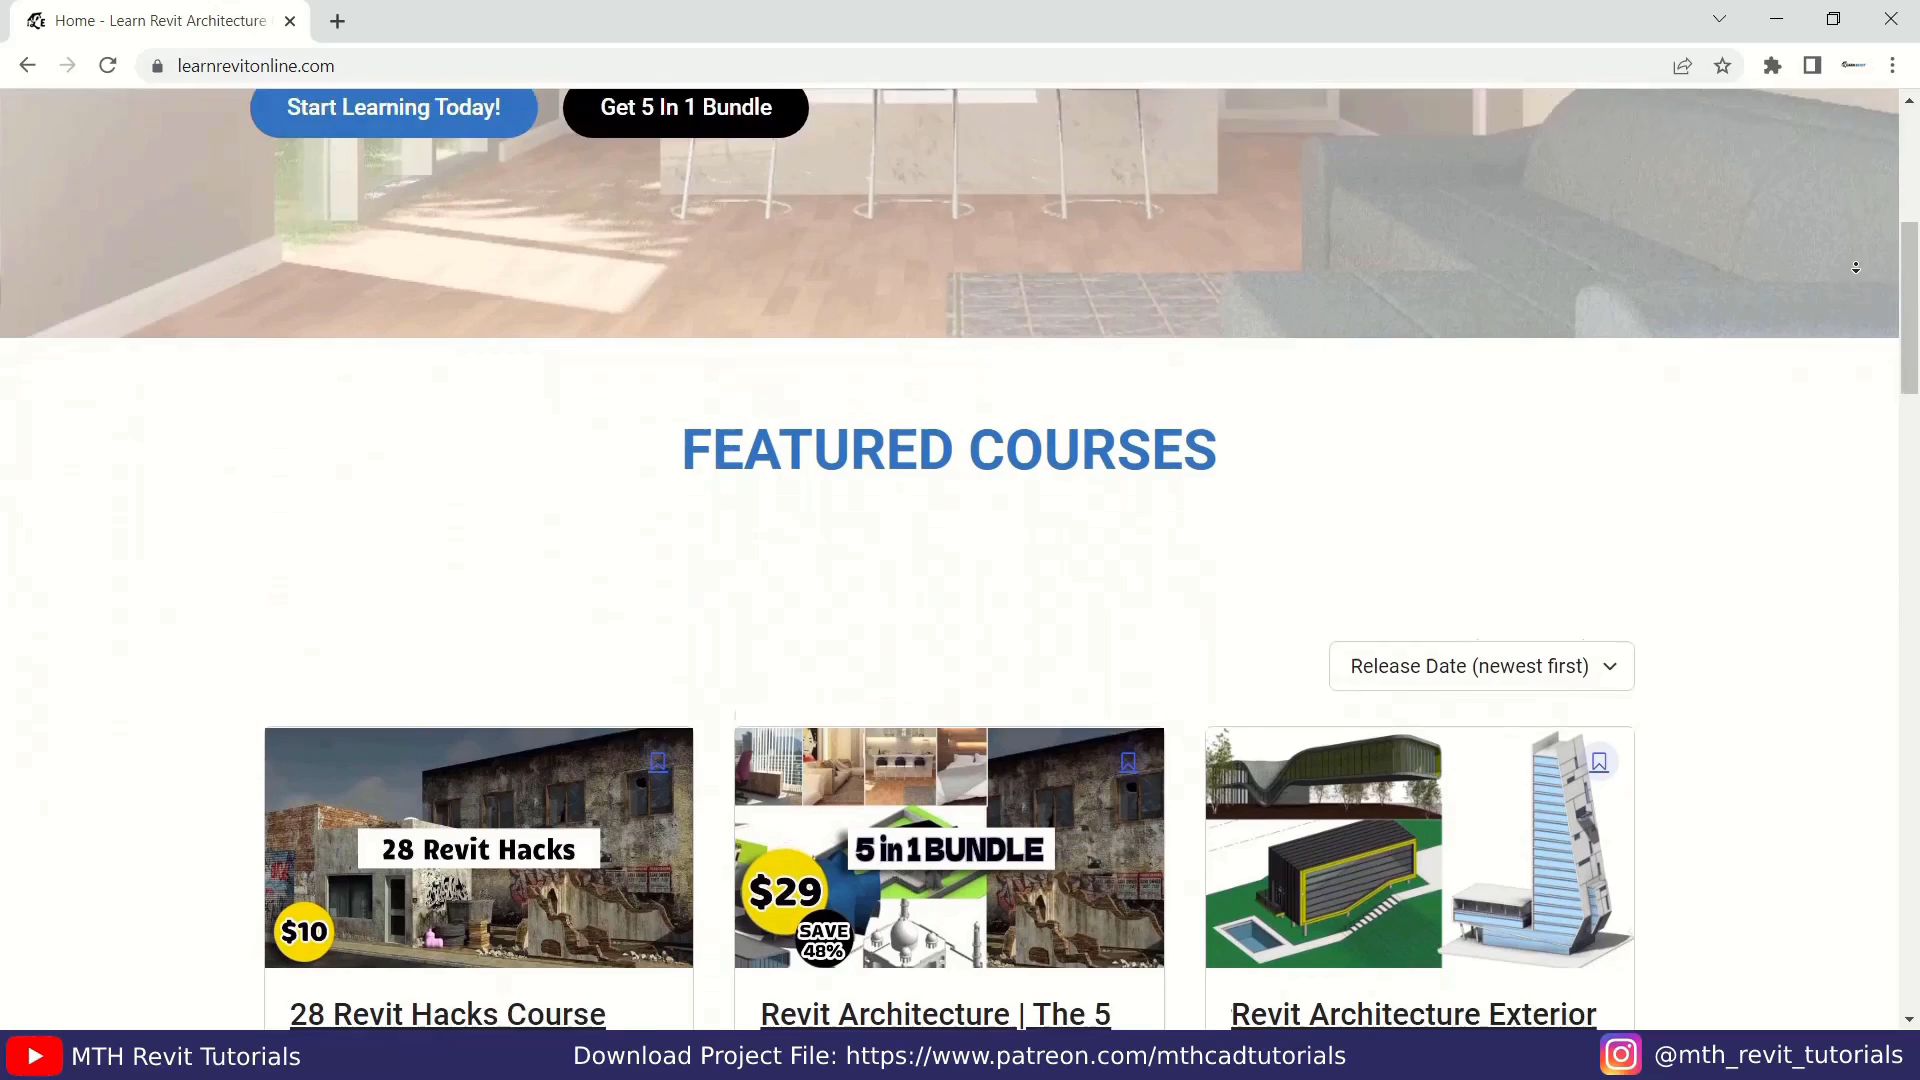 Home - Learn Revit Architecture
learnrevitonline.com
Start Learning Today!
Get 5 In 1 Bundle
FEATURED COURSES
Release Date (newest first)
28 Revit Hacks
$10
5 in 1 BUNDLE
$29
SAVE
48%
28 Revit Hacks Course
Revit Architecture | The 5
Revit Architecture Exterior
MTH Revit Tutorials
Download Project File: https://www.patreon.com/mthcadtutorials
@mth_revit_tutorials